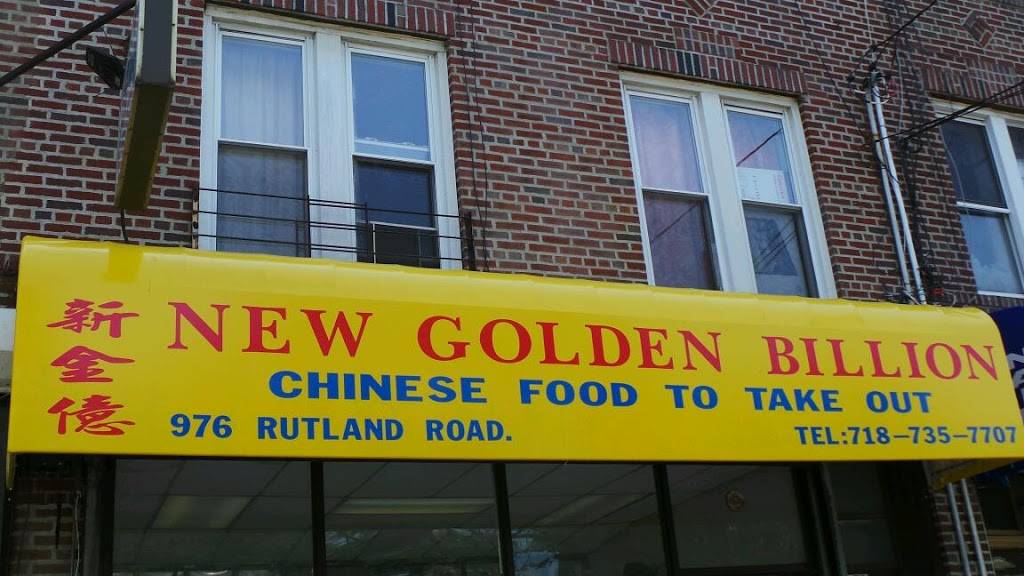 新金億
NEW GOLDEN BILLION
CHINESE FOOD TO TAKE OUT
976 RUTLAND ROAD.
TEL:718-735-7707